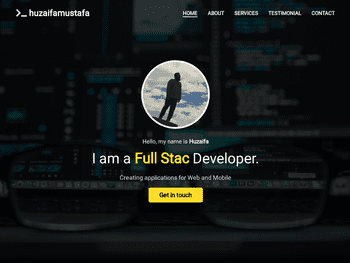 >_ huzaifamustafa
HOME ABOUT SERVICES TESTIMONIAL CONTACT
Hello, my name is Huzaifa
I am a Full Stac Developer.
Creating applications for Web and Mobile
Get in touch